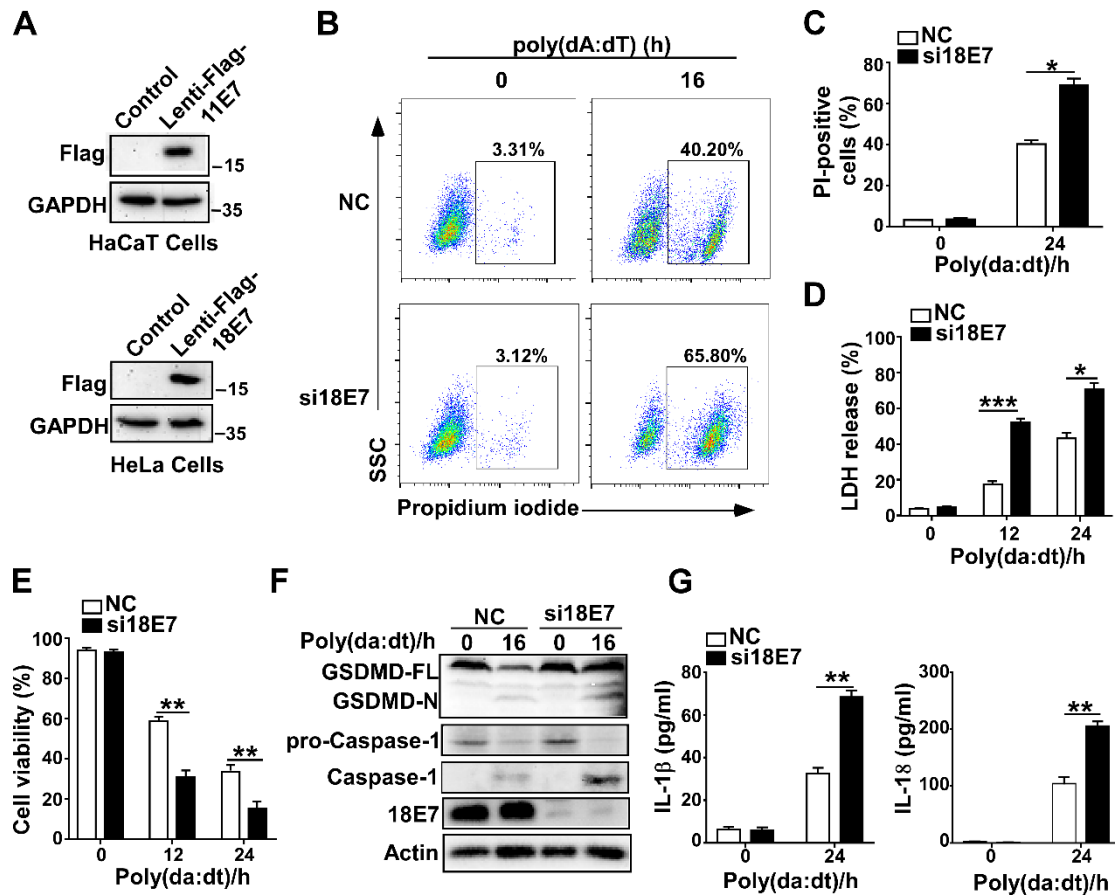 A
Control
Lenti-Flag-
11E7
Flag
–15
GAPDH
–35
HaCaT Cells
Control
Lenti-Flag-
18E7
Flag
–15
GAPDH
–35
HeLa Cells
B
poly(dA:dT) (h)
0 16
NC
3.31%
40.20%
si18E7
3.12%
65.80%
SSC
Propidium iodide
C
NC
si18E7
PI-positive
cells (%)
80
60
40
20
0
*
0 24
Poly(da:dt)/h
D
NC
si18E7
LDH release (%)
100
80
60
40
20
0
***
*
0 12 24
Poly(da:dt)/h
E
NC
si18E7
Cell viability (%)
100
80
60
40
20
0
**
**
0 12 24
Poly(da:dt)/h
F
NC si18E7
Poly(da:dt)/h 0 16 0 16
GSDMD-FL
GSDMD-N
pro-Caspase-1
Caspase-1
18E7
Actin
G
NC
si18E7
IL-1β (pg/ml)
80
60
40
20
0
**
0 24
Poly(da:dt)/h
IL-18 (pg/ml)
300
200
100
0
**
0 24
Poly(da:dt)/h